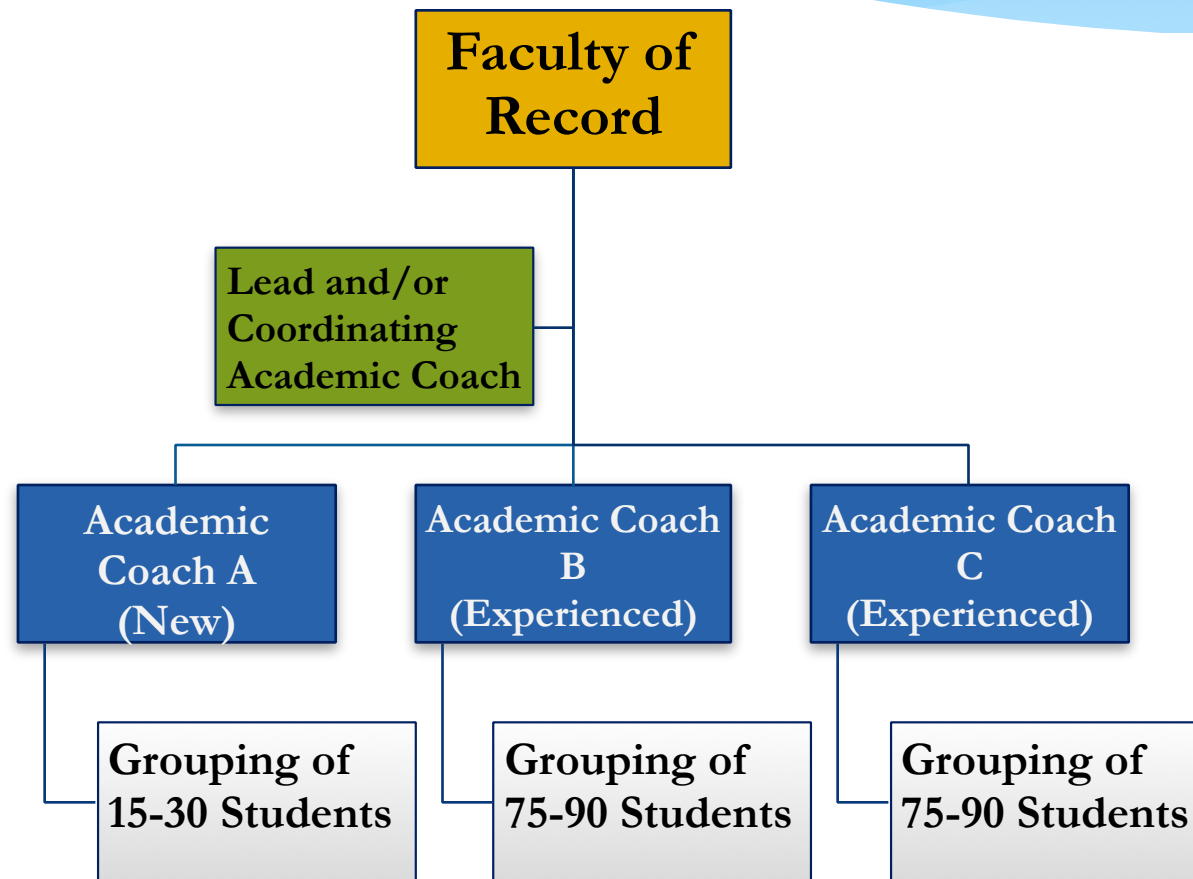 Faculty of
Record
Lead and/or
Coordinating
Academic Coach
Academic
Coach A
(New)
Academic Coach
B
(Experienced)
Academic Coach
C
(Experienced)
Grouping of
15-30 Students
Grouping of
75-90 Students
Grouping of
75-90 Students